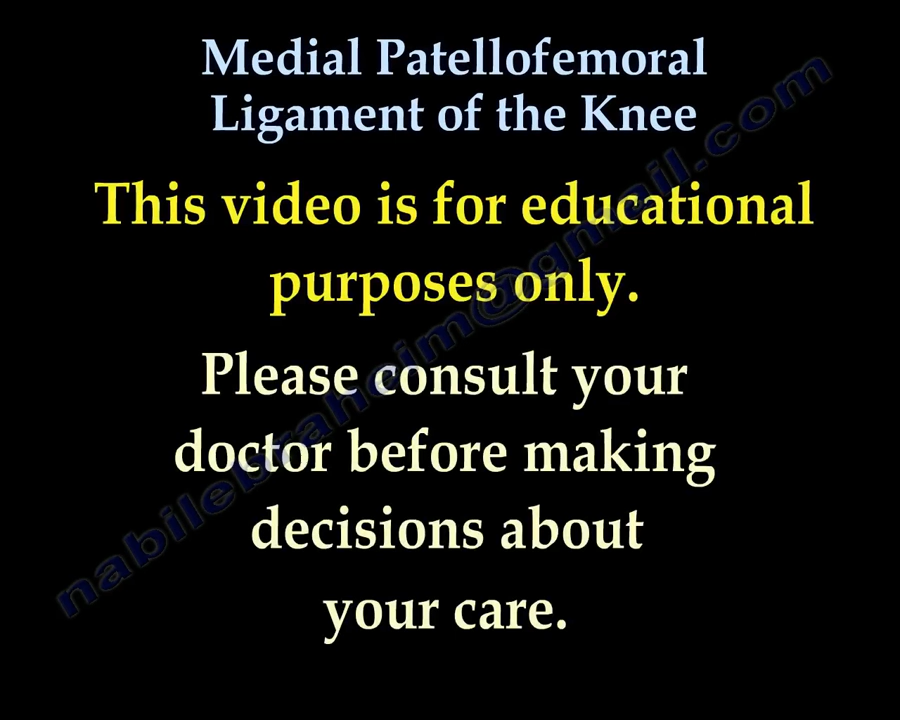 Medial Patellofemoral
Ligament of the Knee
This video is for educational
purposes only.
Please consult your
doctor before making
decisions about
your care.
nabilebraheim@gmail.com